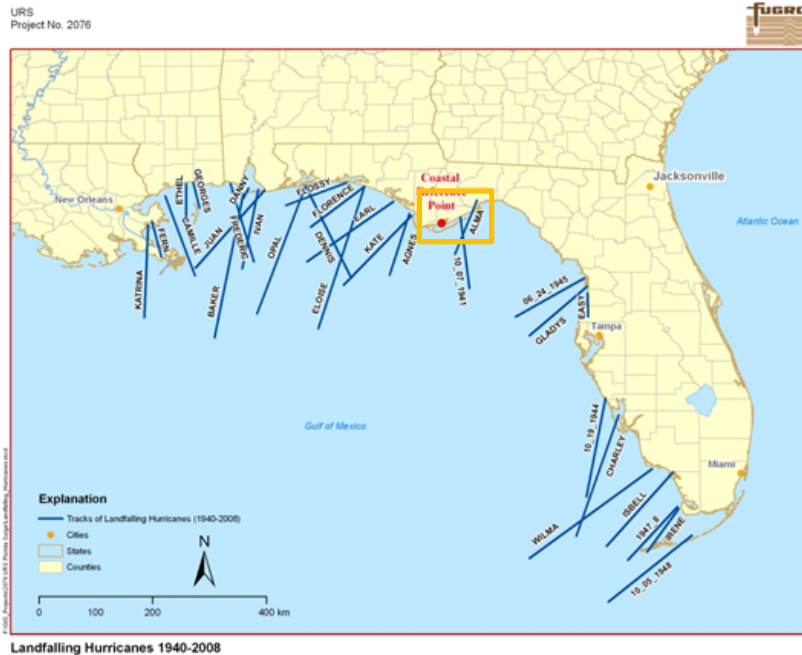 URS
Project No. 2076
FUGRO
Coastal
Point
Jacksonville
New Orleans
Atlantic Ocean
ETHEL
GEORGES
DANNY
FERN
CAMILLE
JUAN
FREDERIC
IVAN
FLOSSY
FLORENCE
EARL
OPAL
DENNIS
KATE
AGNES
ALMA
KATRINA
BAKER
ELOISE
10_07_1941
06_24_1945
GLADYS
EASY
Tampa
Gulf of Mexico
10_19_1944
CHARLEY
Miami
WILMA
ISBELL
1947_8
IRENE
10_05_1948
Explanation
Tracks of Landfalling Hurricanes (1940-2008)
Cities
States
Counties
N
0 100 200 400 km
Landfalling Hurricanes 1940-2008